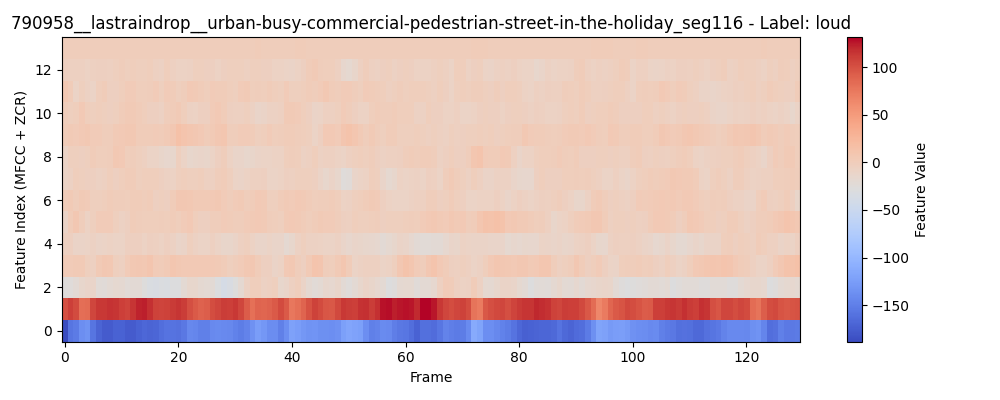 790958__lastraindrop__urban-busy-commercial-pedestrian-street-in-the-holiday_seg116 - Label: loud
12
10
8
6
4
2
0
Feature Index (MFCC + ZCR)
0 20 40 60 80 100 120
Frame
100
50
0
−50
−100
−150
Feature Value